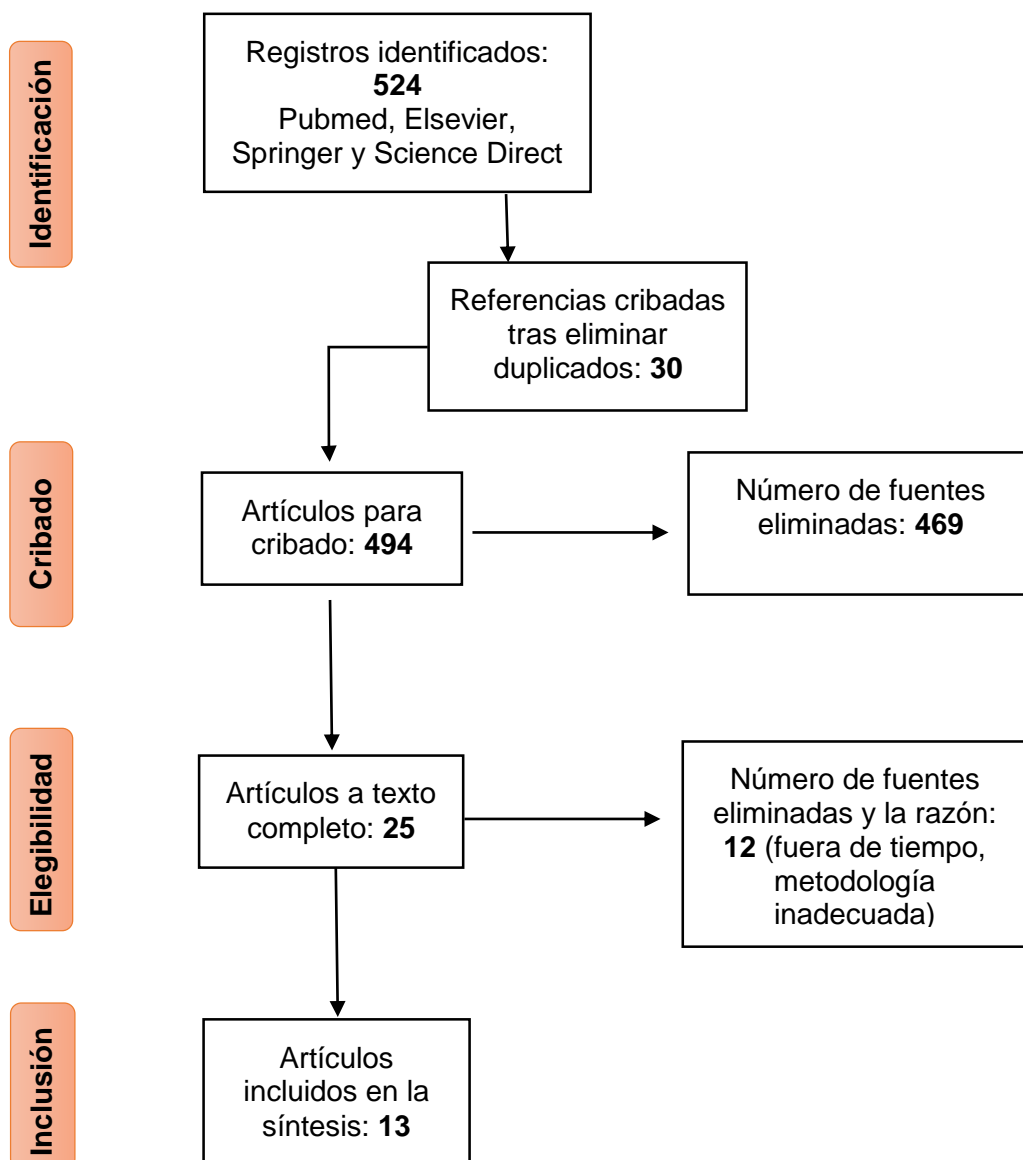 Identificación
Registros identificados:
524
Pubmed, Elsevier,
Springer y Science Direct
Referencias cribadas
tras eliminar
duplicados: 30
Cribado
Artículos para
cribado: 494
Número de fuentes
eliminadas: 469
Elegibilidad
Artículos a texto
completo: 25
Número de fuentes
eliminadas y la razón:
12 (fuera de tiempo,
metodología
inadecuada)
Inclusión
Artículos
incluidos en la
síntesis: 13